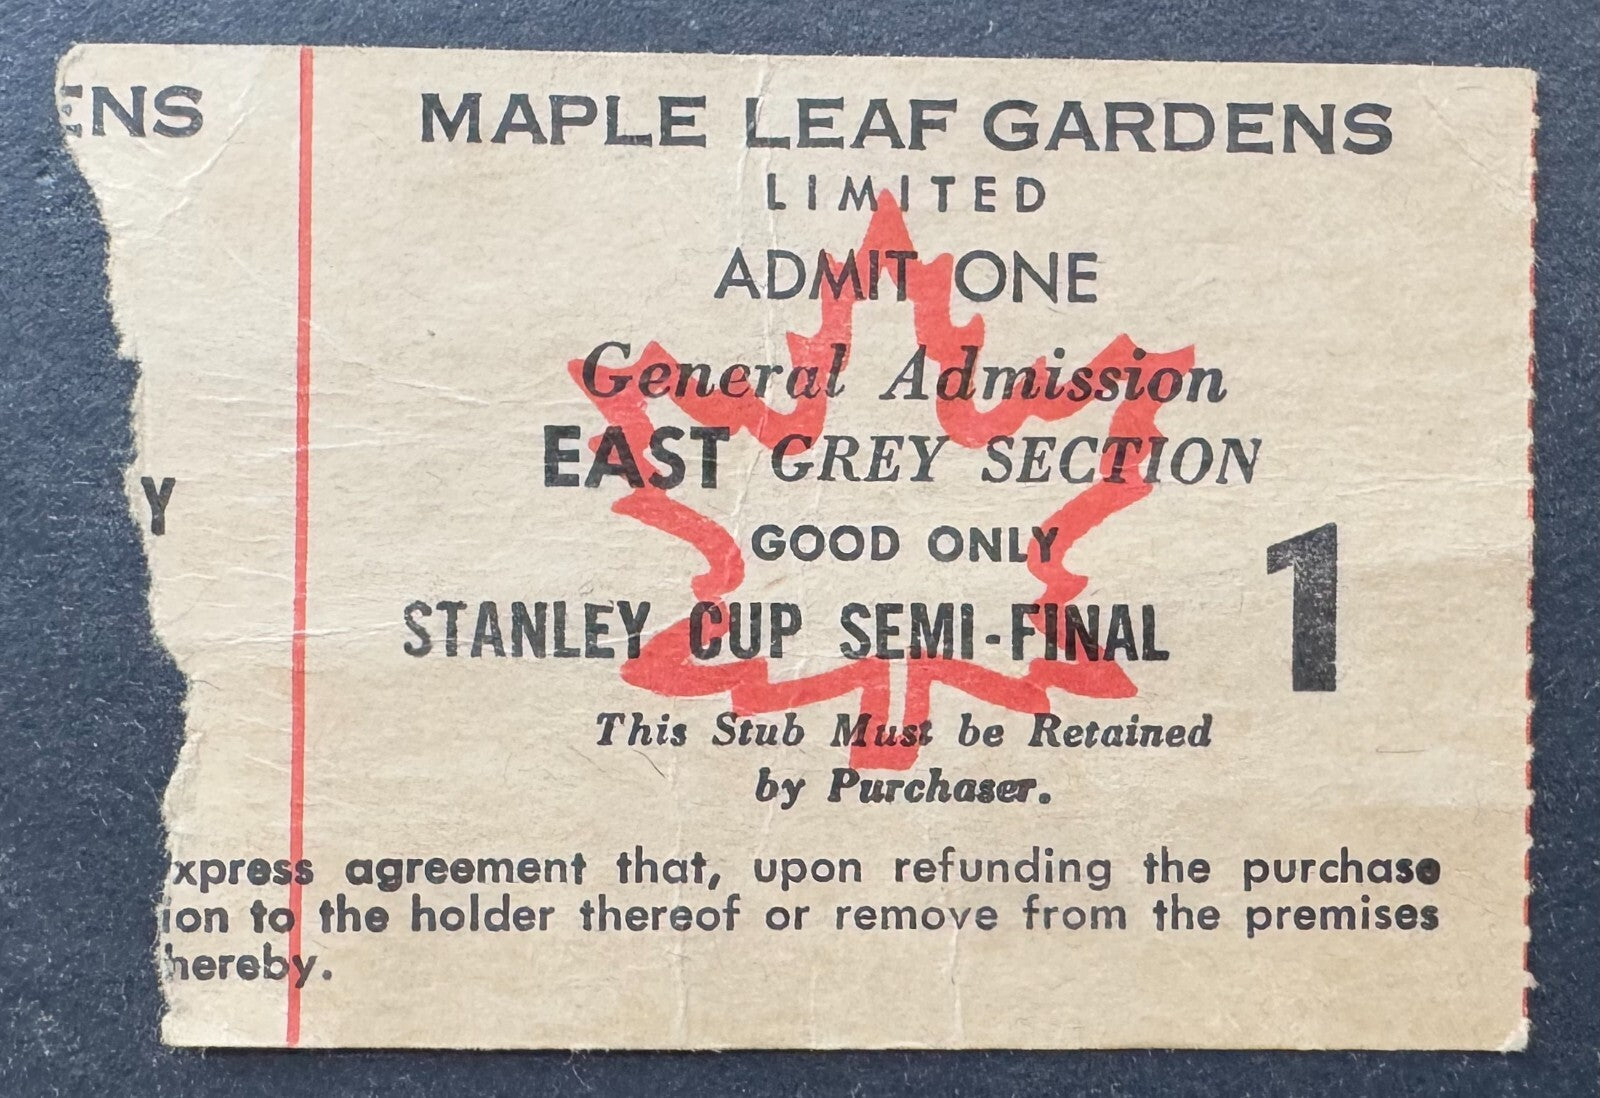 ENS
MAPLE LEAF GARDENS
LIMITED
ADMIT ONE
General Admission
EAST GREY SECTION
Y
GOOD ONLY
STANLEY CUP SEMI-FINAL
1
This Stub Must be Retained
by Purchaser.
xpress agreement that, upon refunding the purchase
ion to the holder thereof or remove from the premises
hereby.